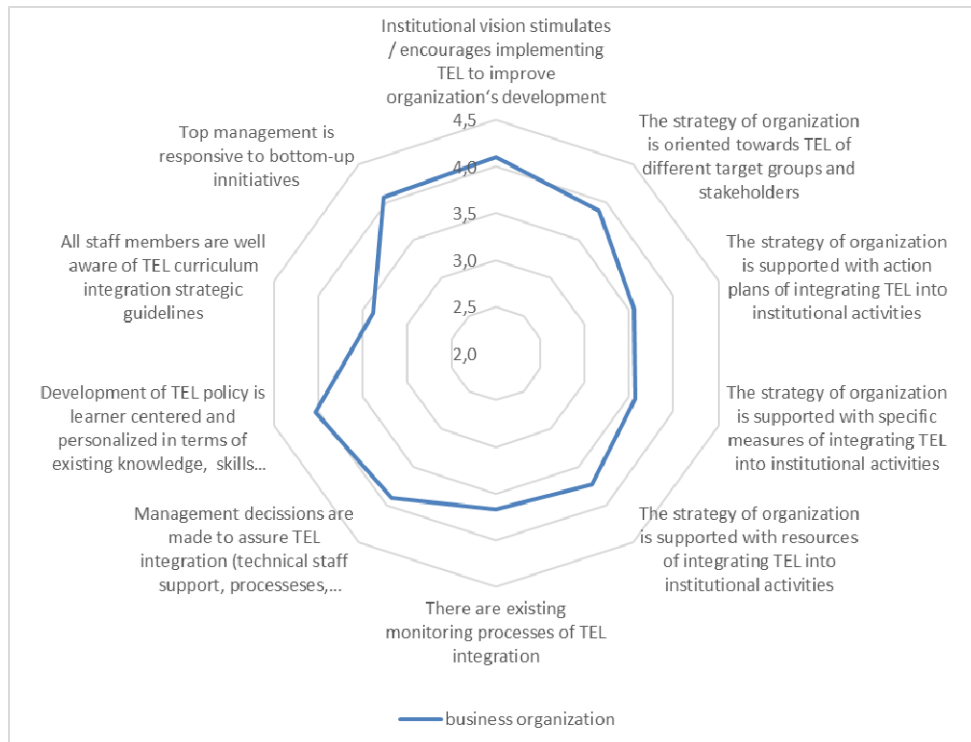 Institutional vision stimulates
/ encourages implementing
TEL to improve
organization's development
The strategy of organization
is oriented towards TEL of
different target groups and
stakeholders
The strategy of organization
is supported with action
plans of integrating TEL into
institutional activities
The strategy of organization
is supported with specific
measures of integrating TEL
into institutional activities
The strategy of organization
is supported with resources
of integrating TEL into
institutional activities
There are existing
monitoring processes of TEL
integration
Management decissions are
made to assure TEL
integration (technical staff
support, processeses,...
Development of TEL policy is
learner centered and
personalized in terms of
existing knowledge, skills...
All staff members are well
aware of TEL curriculum
integration strategic
guidelines
Top management is
responsive to bottom-up
innitiatives
4,5
4,0
3,5
3,0
2,5
2,0
business organization